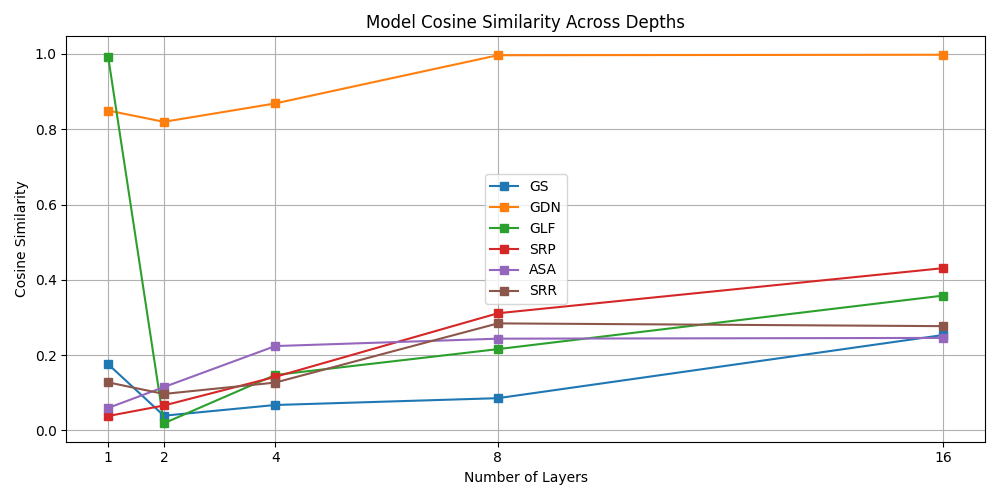 Model Cosine Similarity Across Depths
Cosine Similarity
1.0
0.8
0.6
0.4
0.2
0.0
GS
GDN
GLF
SRP
ASA
SRR
1 2 4 8 16
Number of Layers